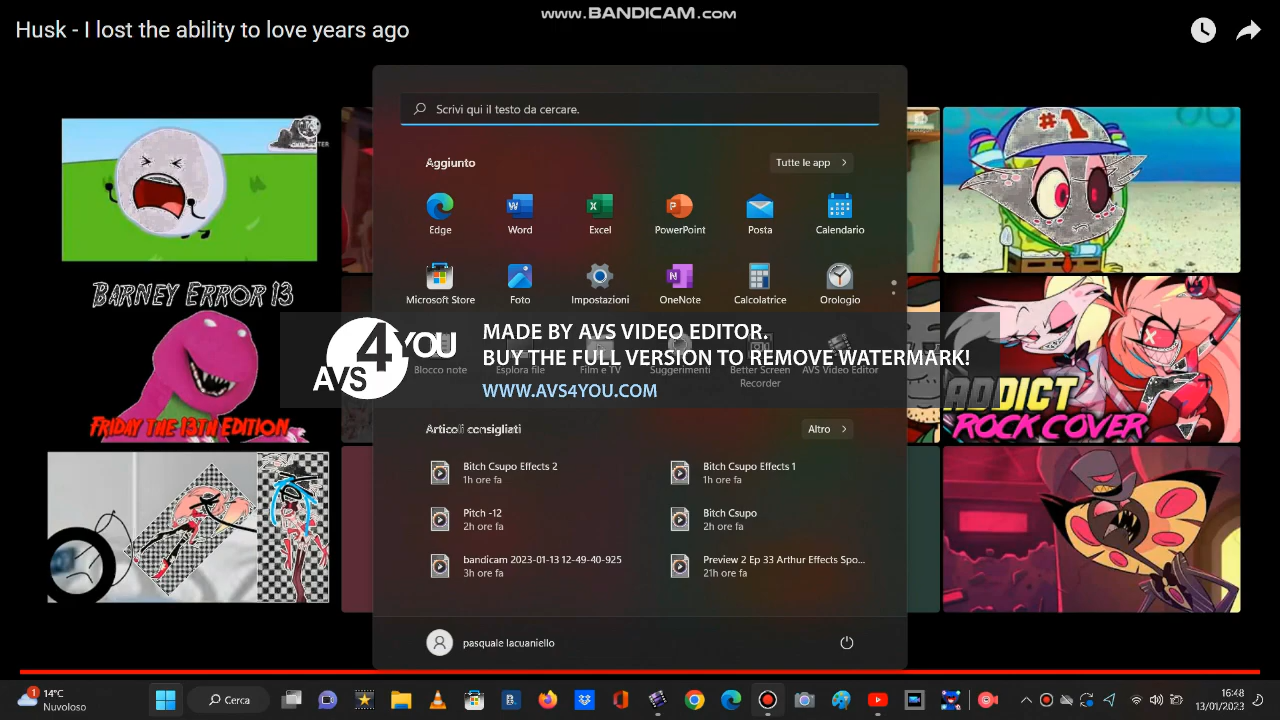 WWW.BANDICAM.COM
Husk - I lost the ability to love years ago
#1
BARNEY ERROR 13
FRIDAY THE 13TH EDITION
ADDICT
ROCK COVER
Scrivi qui il testo da cercare.
Aggiunto
Tutte le app
Edge
Word
Excel
PowerPoint
Posta
Calendario
Microsoft Store
Foto
Impostazioni
OneNote
Calcolatrice
Orologio
AVS4YOU
MADE BY AVS VIDEO EDITOR.
BUY THE FULL VERSION TO REMOVE WATERMARK!
WWW.AVS4YOU.COM
Blocco note
Esplora file
Film e TV
Suggerimenti
Better Screen
Recorder
AVS Video Editor
Articoli consigliati
Altro
Bitch Csupo Effects 2
1h ore fa
Bitch Csupo Effects 1
1h ore fa
Pitch -12
2h ore fa
Bitch Csupo
2h ore fa
bandicam 2023-01-13 12-49-40-925
3h ore fa
Preview 2 Ep 33 Arthur Effects Spo...
21h ore fa
pasquale lacuaniello
1
14°C
Nuvoloso
Cerca
16:48
13/01/2023